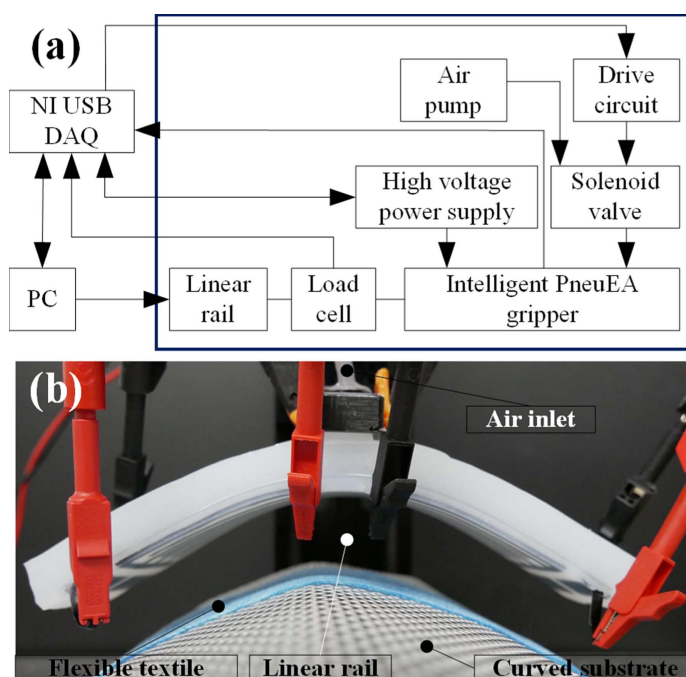 (a)
NI USB
DAQ
Air
pump
Drive
circuit
High voltage
power supply
Solenoid
valve
PC
Linear
rail
Load
cell
Intelligent PneuEA
gripper
(b)
Air inlet
Flexible textile
Linear rail
Curved substrate